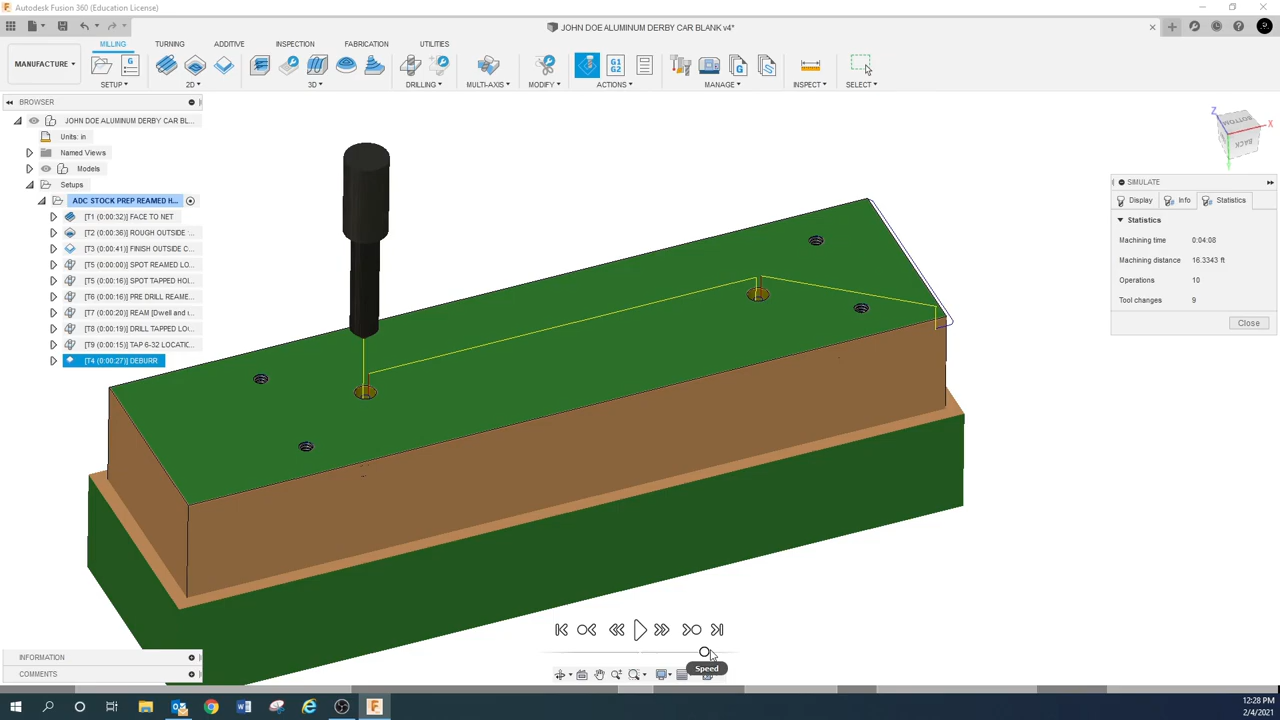 Autodesk Fusion 360 (Education License)
JOHN DOE ALUMINUM DERBY CAR BLANK v4*
MILLING TURNING ADDITIVE INSPECTION FABRICATION UTILITIES
MANUFACTURE
G1 G2
SETUP 2D 3D DRILLING MULTI-AXIS MODIFY ACTIONS MANAGE INSPECT SELECT
BROWSER
JOHN DOE ALUMINUM DERBY CAR BL...
Units: in
Named Views
Models
Setups
ADC STOCK PREP REAMED H...
[T1 (0:00:32)] FACE TO NET
[T2 (0:00:36)] ROUGH OUTSIDE ...
[T3 (0:00:41)] FINISH OUTSIDE C...
[T5 (0:00:00)] SPOT REAMED LO...
[T5 (0:00:16)] SPOT TAPPED HOL...
[T6 (0:00:16)] PRE DRILL REAME...
[T7 (0:00:20)] REAM [Dwell and r...
[T8 (0:00:19)] DRILL TAPPED LO...
[T9 (0:00:15)] TAP 6-32 LOCATIO...
[T4 (0:00:27)] DEBURR
Z
X
BOTTOM
BACK
SIMULATE
Display Info Statistics
Statistics
Machining time 0:04:08
Machining distance 16.3343 ft
Operations 10
Tool changes 9
Close
Speed
INFORMATION
COMMENTS
12:28 PM
2/4/2021